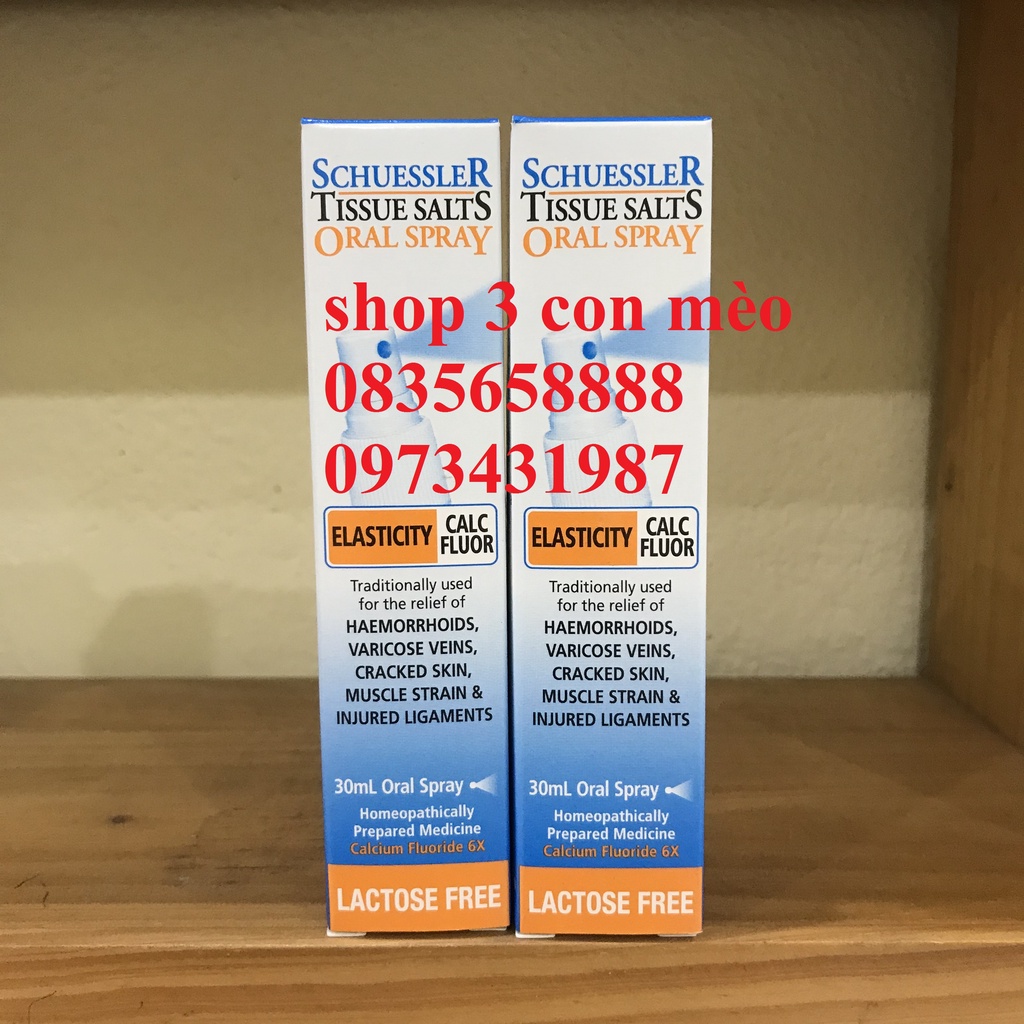 SCHUESSLER
TISSUE SALTS
ORAL SPRAY
SCHUESSLER
TISSUE SALTS
ORAL SPRAY
shop 3 con mèo
0835658888
0973431987
ELASTICITY
CALC
FLUOR
Traditionally used
for the relief of
HAEMORRHOIDS,
VARICOSE VEINS,
CRACKED SKIN,
MUSCLE STRAIN &
INJURED LIGAMENTS
30mL Oral Spray
Homeopathically
Prepared Medicine
Calcium Fluoride 6X
LACTOSE FREE
ELASTICITY
CALC
FLUOR
Traditionally used
for the relief of
HAEMORRHOIDS,
VARICOSE VEINS,
CRACKED SKIN,
MUSCLE STRAIN &
INJURED LIGAMENTS
30mL Oral Spray
Homeopathically
Prepared Medicine
Calcium Fluoride 6X
LACTOSE FREE